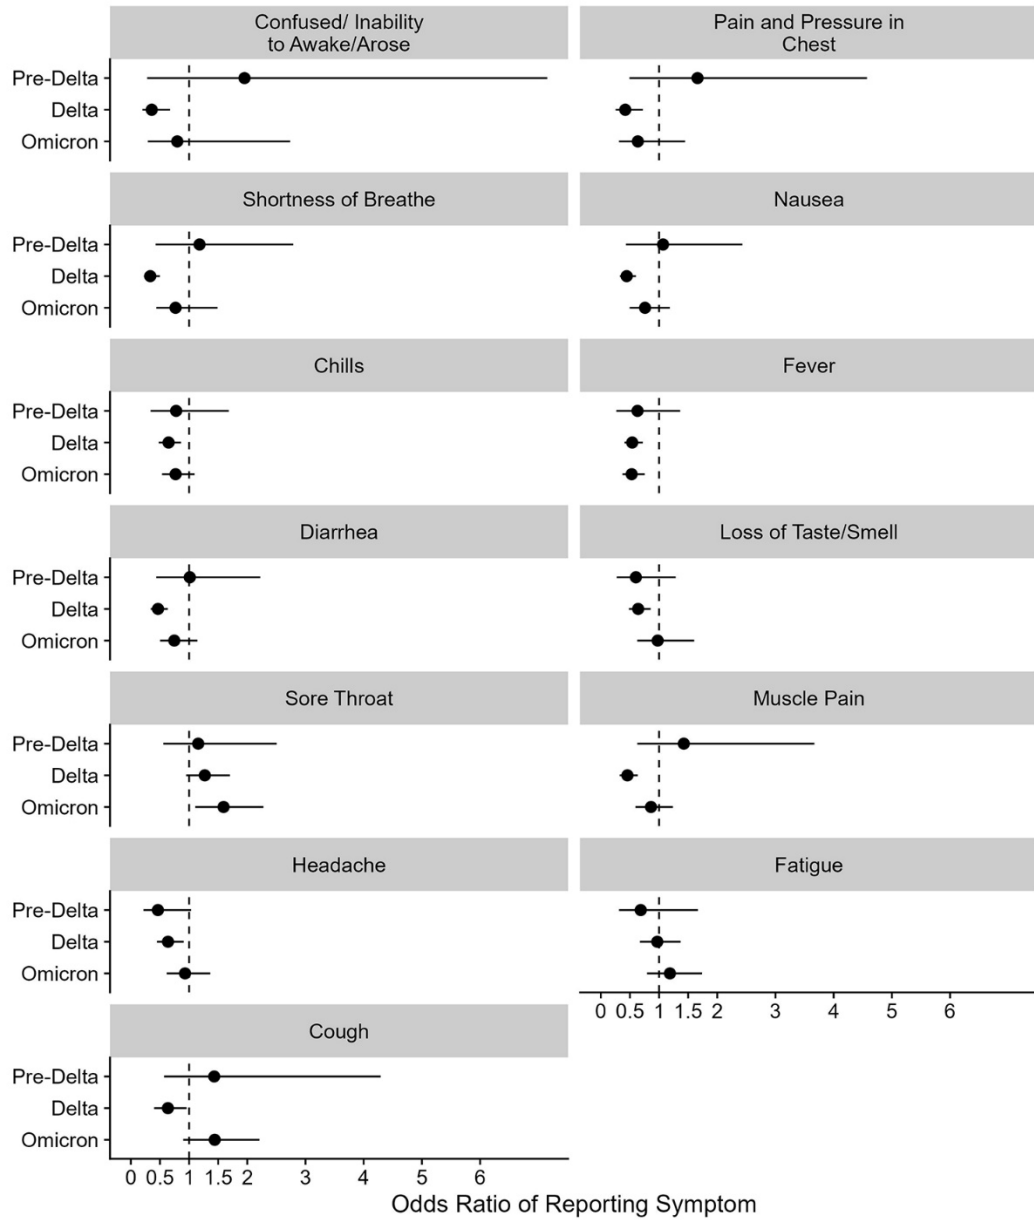 Confused/ Inability
to Awake/Arose
Pain and Pressure in
Chest
Pre-Delta
Delta
Omicron
Shortness of Breathe
Nausea
Pre-Delta
Delta
Omicron
Chills
Fever
Pre-Delta
Delta
Omicron
Diarrhea
Loss of Taste/Smell
Pre-Delta
Delta
Omicron
Sore Throat
Muscle Pain
Pre-Delta
Delta
Omicron
Headache
Fatigue
Pre-Delta
Delta
Omicron
0 0.5 1 1.5 2 3 4 5 6
Cough
Pre-Delta
Delta
Omicron
0 0.5 1 1.5 2 3 4 5 6
Odds Ratio of Reporting Symptom